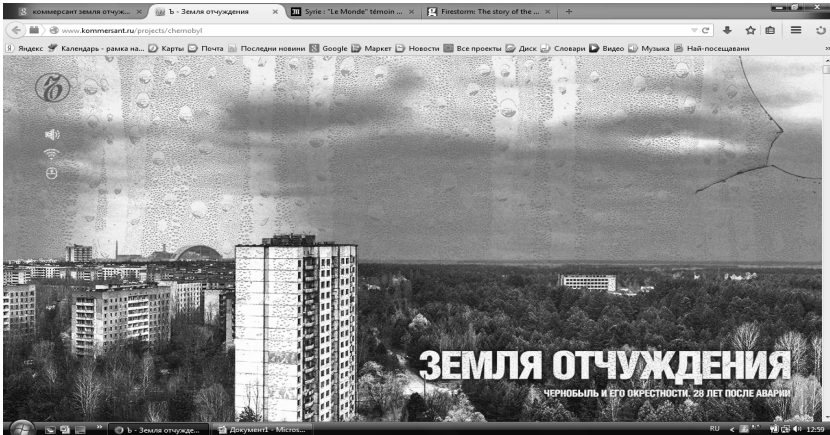 коммерсант земля отчуж...
Ъ - Земля отчуждения
Syrie : "Le Monde" témoin ...
Firestorm: The story of the ...
www.kommersant.ru/projects/chernobyl
Яндекс Календарь - рамка на... Карты Почта Последни новини Google Маркет Новости Все проекты Диск Словари Видео Музыка Най-посещавани
Ъ
ЗЕМЛЯ ОТЧУЖДЕНИЯ
ЧЕРНОБЫЛЬ И ЕГО ОКРЕСТНОСТИ. 28 ЛЕТ ПОСЛЕ АВАРИИ
Ъ - Земля отчужде...
Документ1 - Micros...
RU
12:59